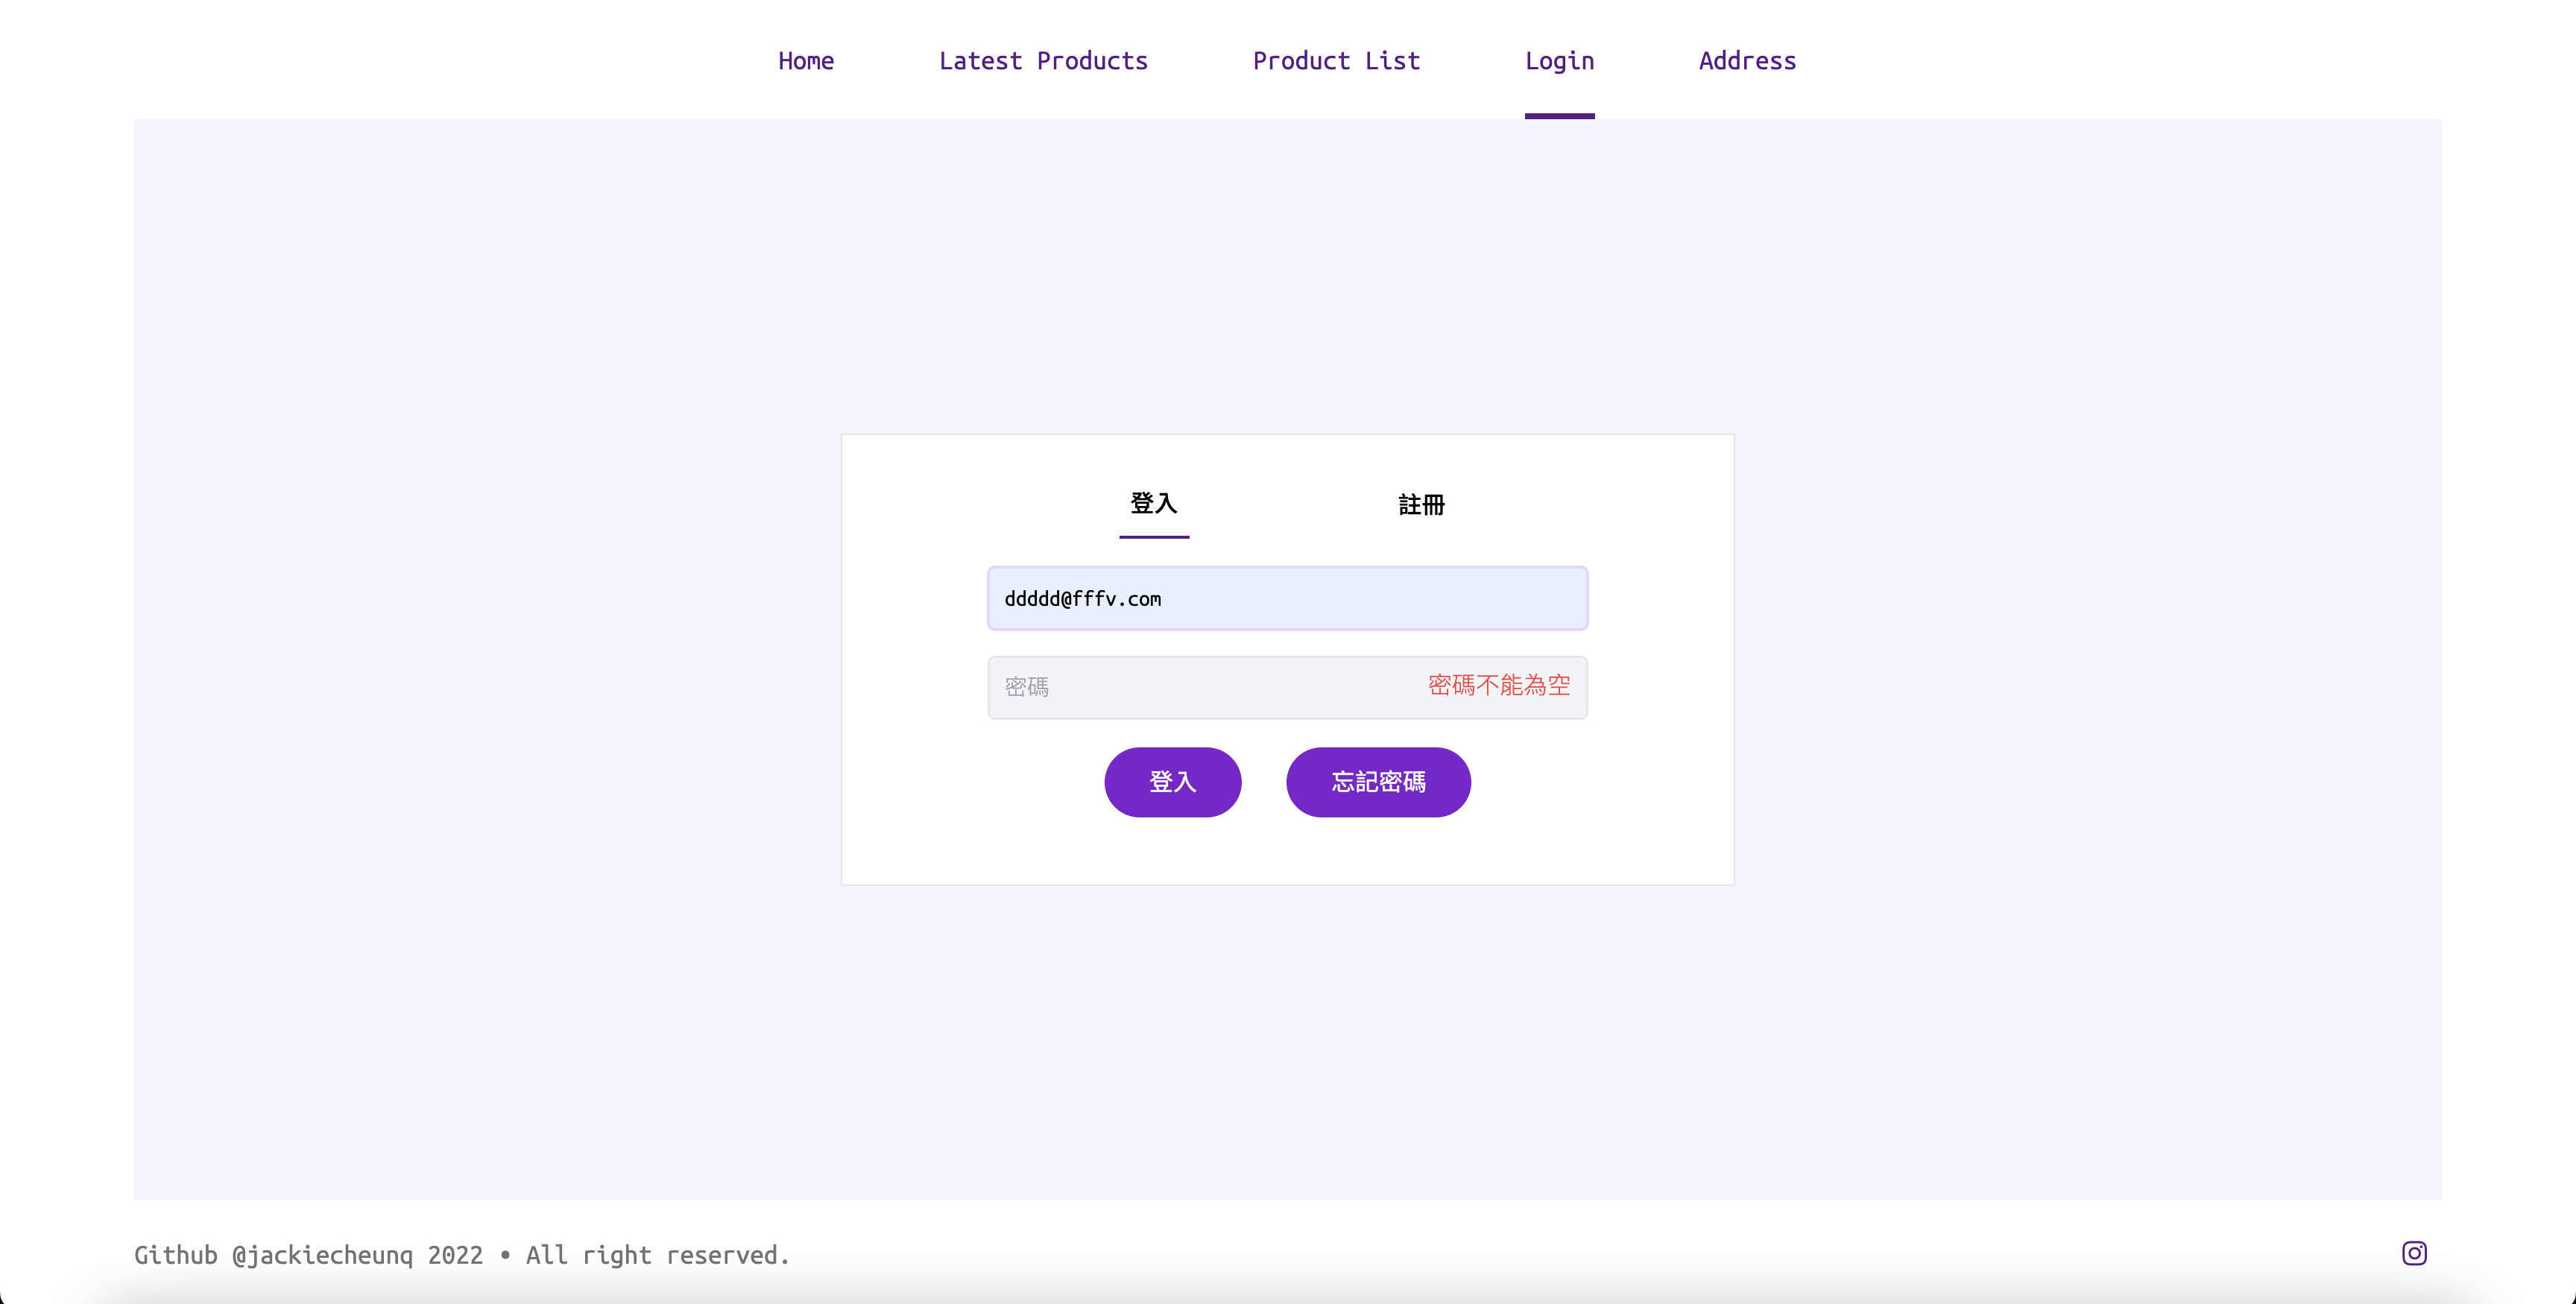 Home Latest Products Product List Login Address
登入 註冊
ddddd@fffv.com
密碼 密碼不能為空
登入 忘記密碼
Github @jackiecheunq 2022 • All right reserved.